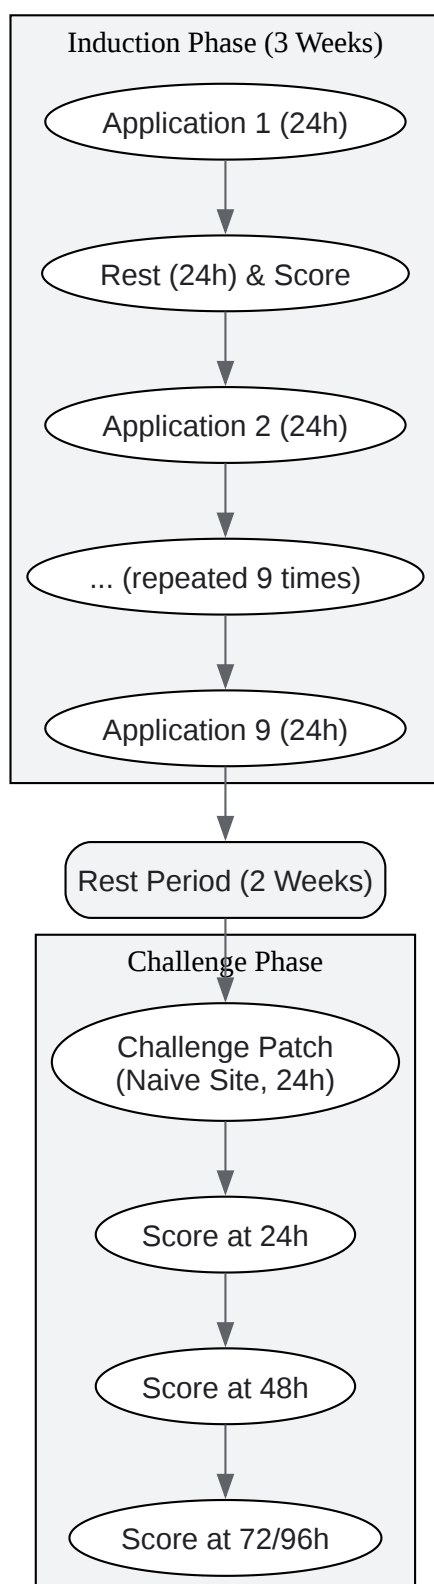 Induction Phase (3 Weeks)
Application 1 (24h)
Rest (24h) & Score
Application 2 (24h)
... (repeated 9 times)
Application 9 (24h)
Rest Period (2 Weeks)
Challenge Phase
Challenge Patch
(Naive Site, 24h)
Score at 24h
Score at 48h
Score at 72/96h